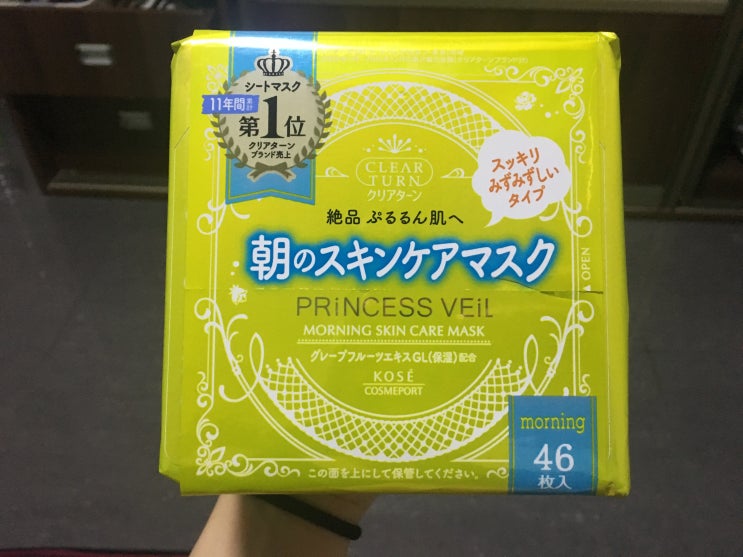 シートマスク
11年間累計
第1位
クリアターン
ブランド売上
CLEAR
TURN
クリアターン
スッキリ
みずみずしい
タイプ
絶品 ぷるるん肌へ
朝のスキンケアマスク
OPEN
PRiNCESS VEiL
MORNING SKIN CARE MASK
グレープフルーツエキスGL(保湿)配合
KOSÉ
COSMEPORT
morning
46
枚入
この面を上にして保管してください。